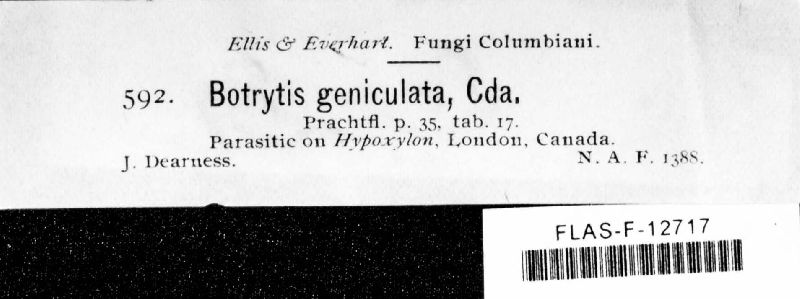 Ellis & Everhart. Fungi Columbiani.
592. Botrytis geniculata, Cda.
Prachtfl. p. 35, tab. 17.
Parasitic on Hypoxylon, London, Canada.
J. Dearness. N. A. F. 1388.
FLAS-F-12717